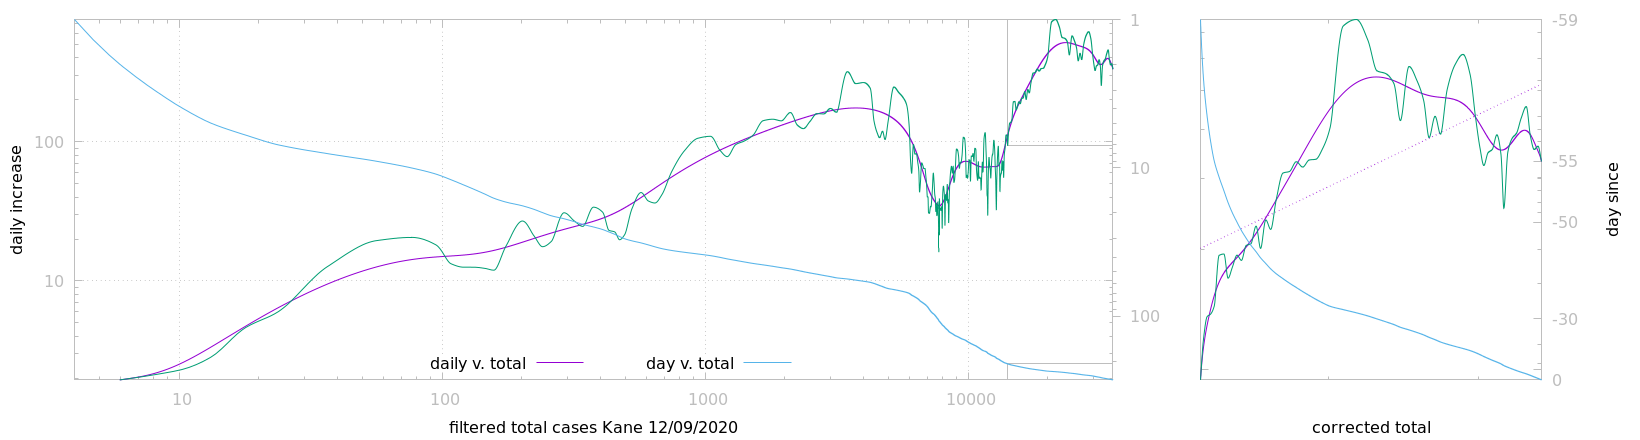 1
-59
100
10
-55
-50
daily increase
day since
10
100
-30
daily v. total
day v. total
0
10
100
1000
10000
filtered total cases Kane 12/09/2020
corrected total